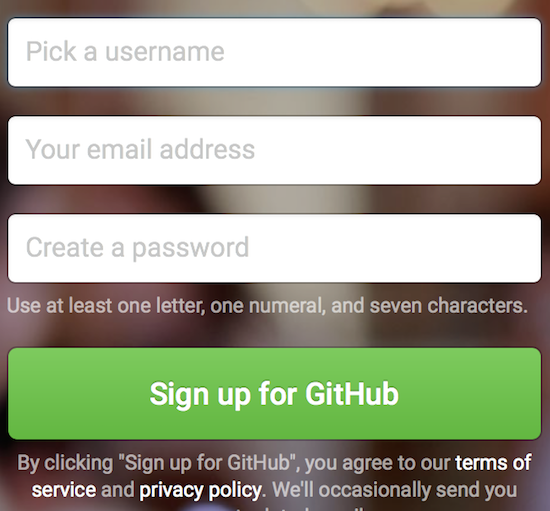 Pick a username
Your email address
Create a password
Use at least one letter, one numeral, and seven characters.
Sign up for GitHub
By clicking "Sign up for GitHub", you agree to our terms of
service and privacy policy. We'll occasionally send you